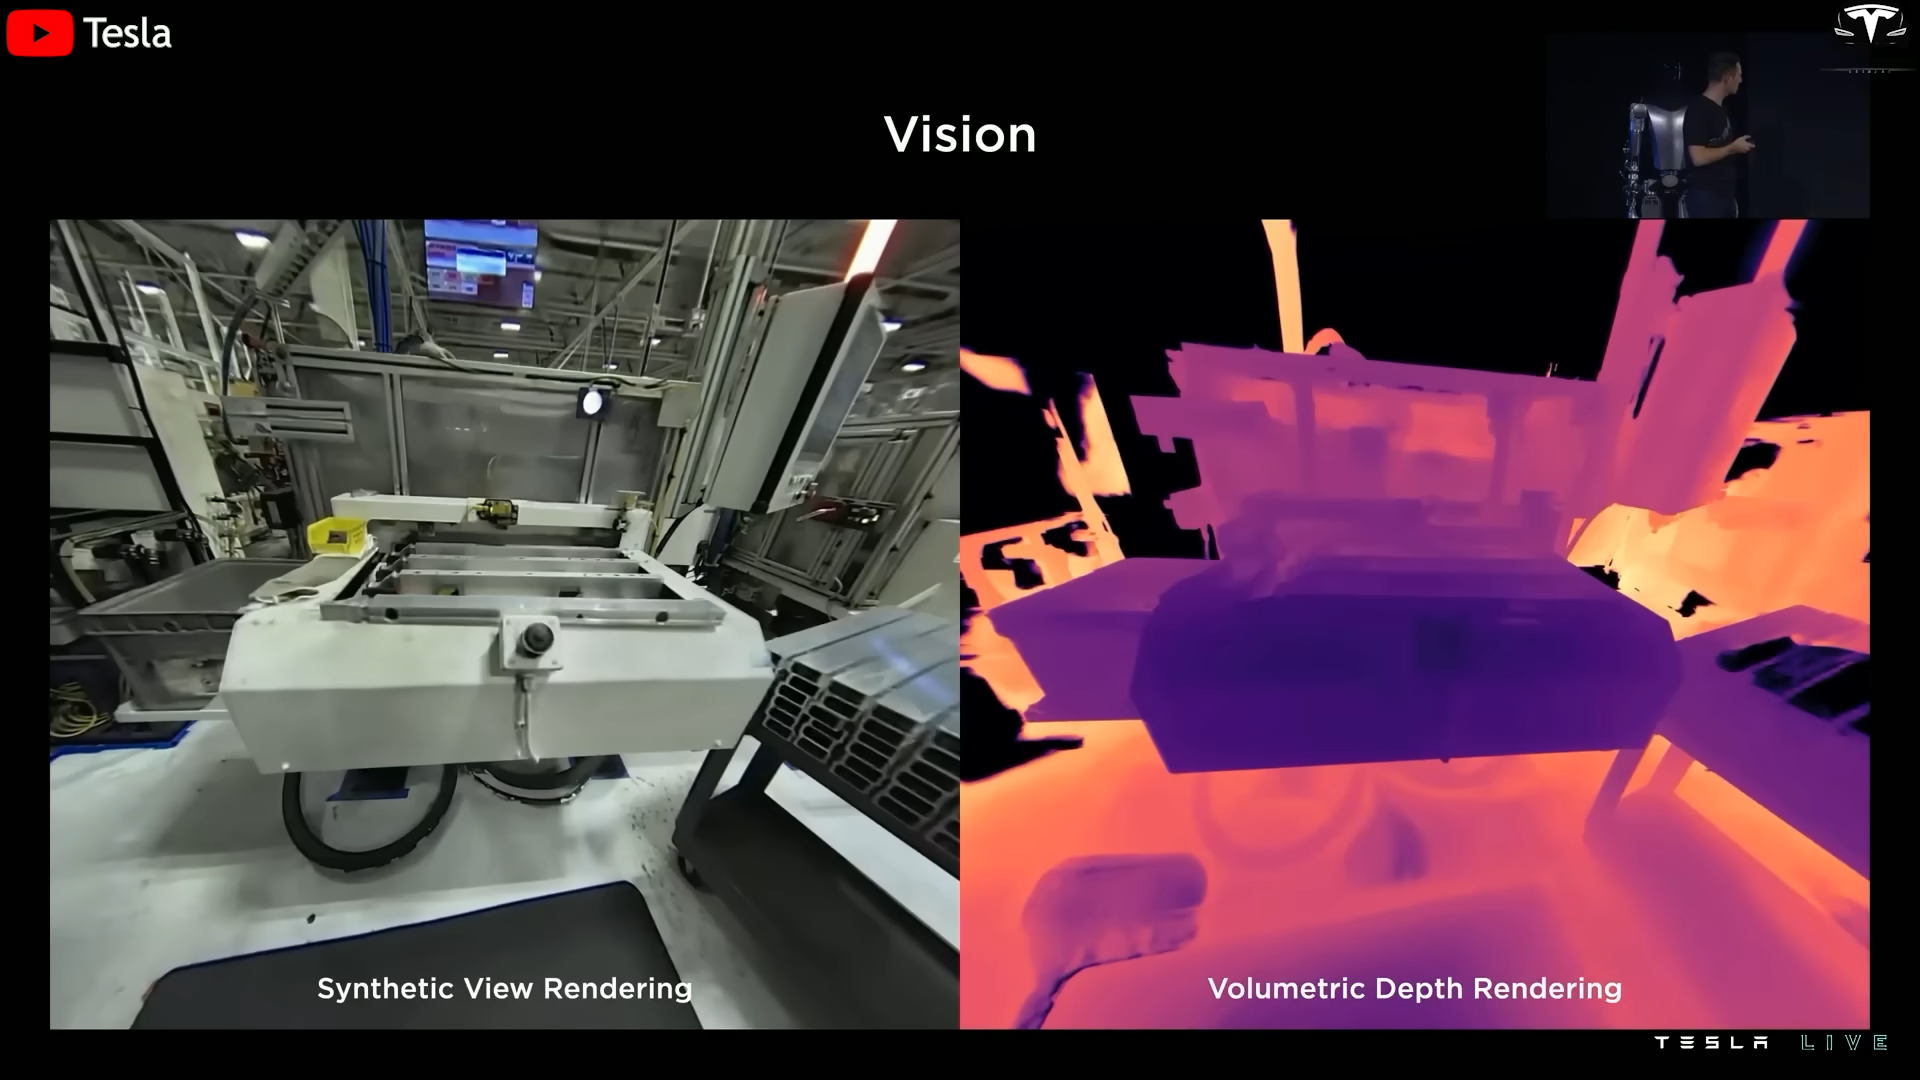 Tesla
Vision
Synthetic View Rendering
Volumetric Depth Rendering
TESLA LIVE